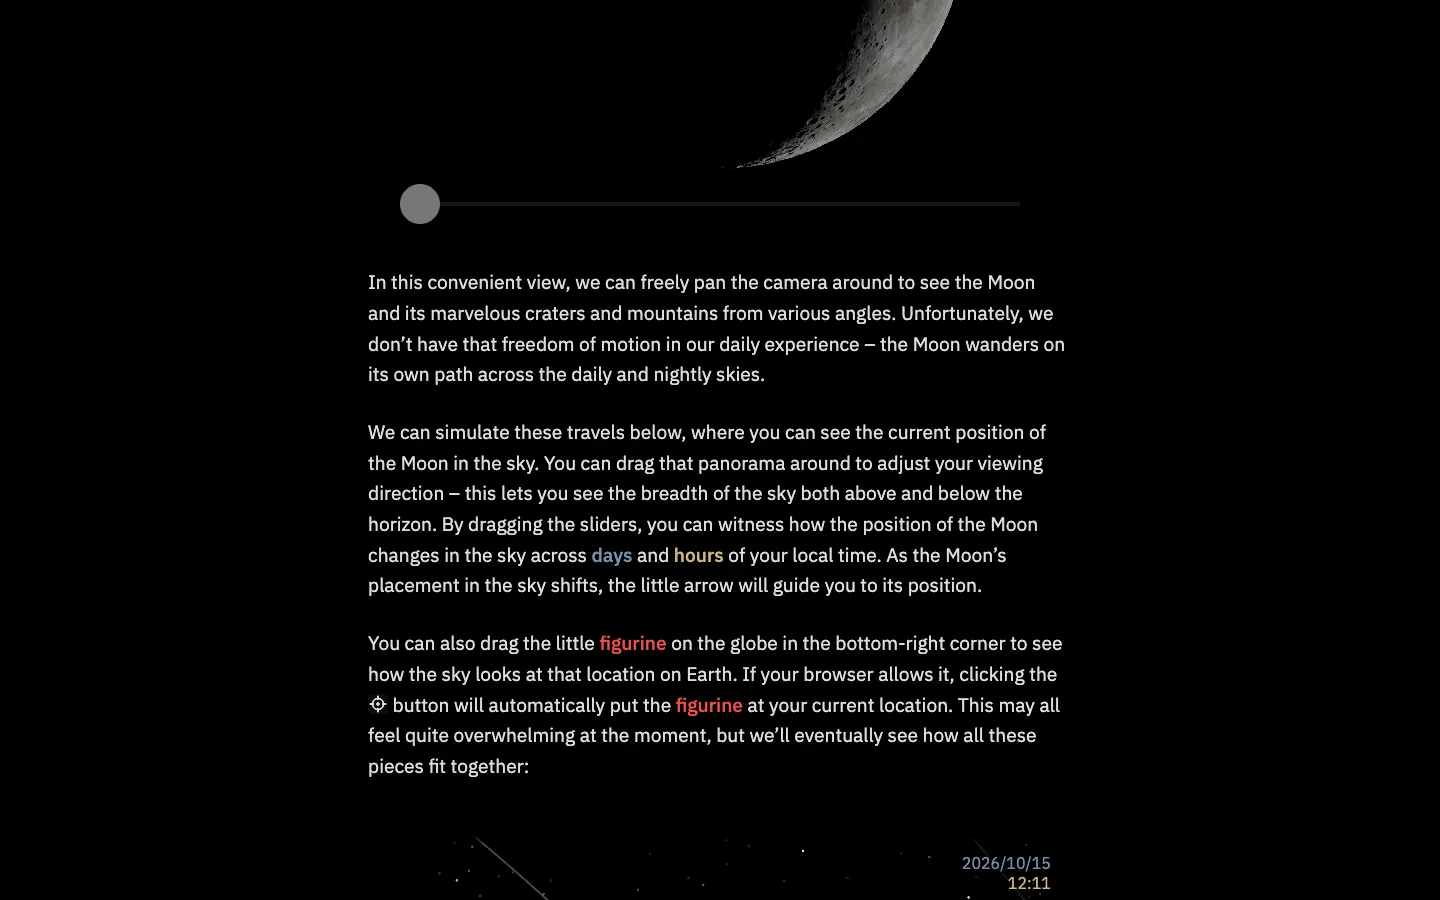 In this convenient view, we can freely pan the camera around to see the Moon
and its marvelous craters and mountains from various angles. Unfortunately, we
don’t have that freedom of motion in our daily experience – the Moon wanders on
its own path across the daily and nightly skies.
We can simulate these travels below, where you can see the current position of
the Moon in the sky. You can drag that panorama around to adjust your viewing
direction – this lets you see the breadth of the sky both above and below the
horizon. By dragging the sliders, you can witness how the position of the Moon
changes in the sky across days and hours of your local time. As the Moon’s
placement in the sky shifts, the little arrow will guide you to its position.
You can also drag the little figurine on the globe in the bottom-right corner to see
how the sky looks at that location on Earth. If your browser allows it, clicking the
button will automatically put the figurine at your current location. This may all
feel quite overwhelming at the moment, but we’ll eventually see how all these
pieces fit together:
2026/10/15
12:11